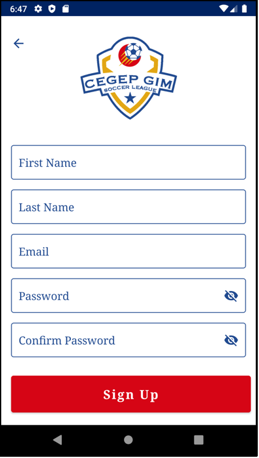 6:47
CEGEP GIM
SOCCER LEAGUE
First Name
Last Name
Email
Password
Confirm Password
Sign Up